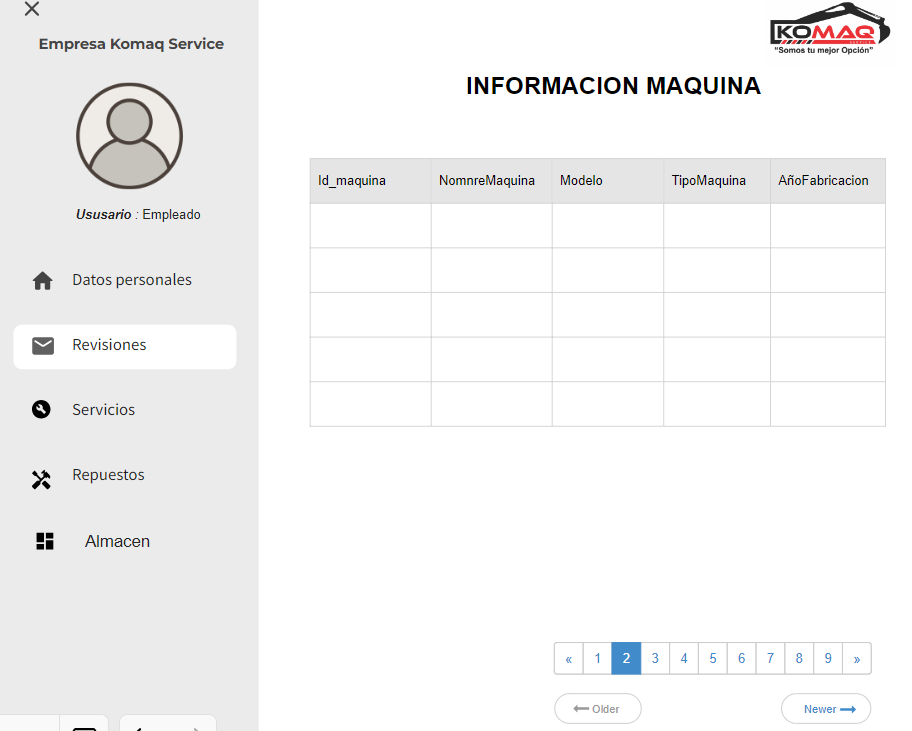 Empresa Komaq Service
Ususario : Empleado
Datos personales
Revisiones
Servicios
Repuestos
Almacen
KOMAQ
SERVICE
"Somos tu mejor Opción"
INFORMACION MAQUINA
Id_maquina NomnreMaquina Modelo TipoMaquina AñoFabricacion
« 1 2 3 4 5 6 7 8 9 »
Older Newer